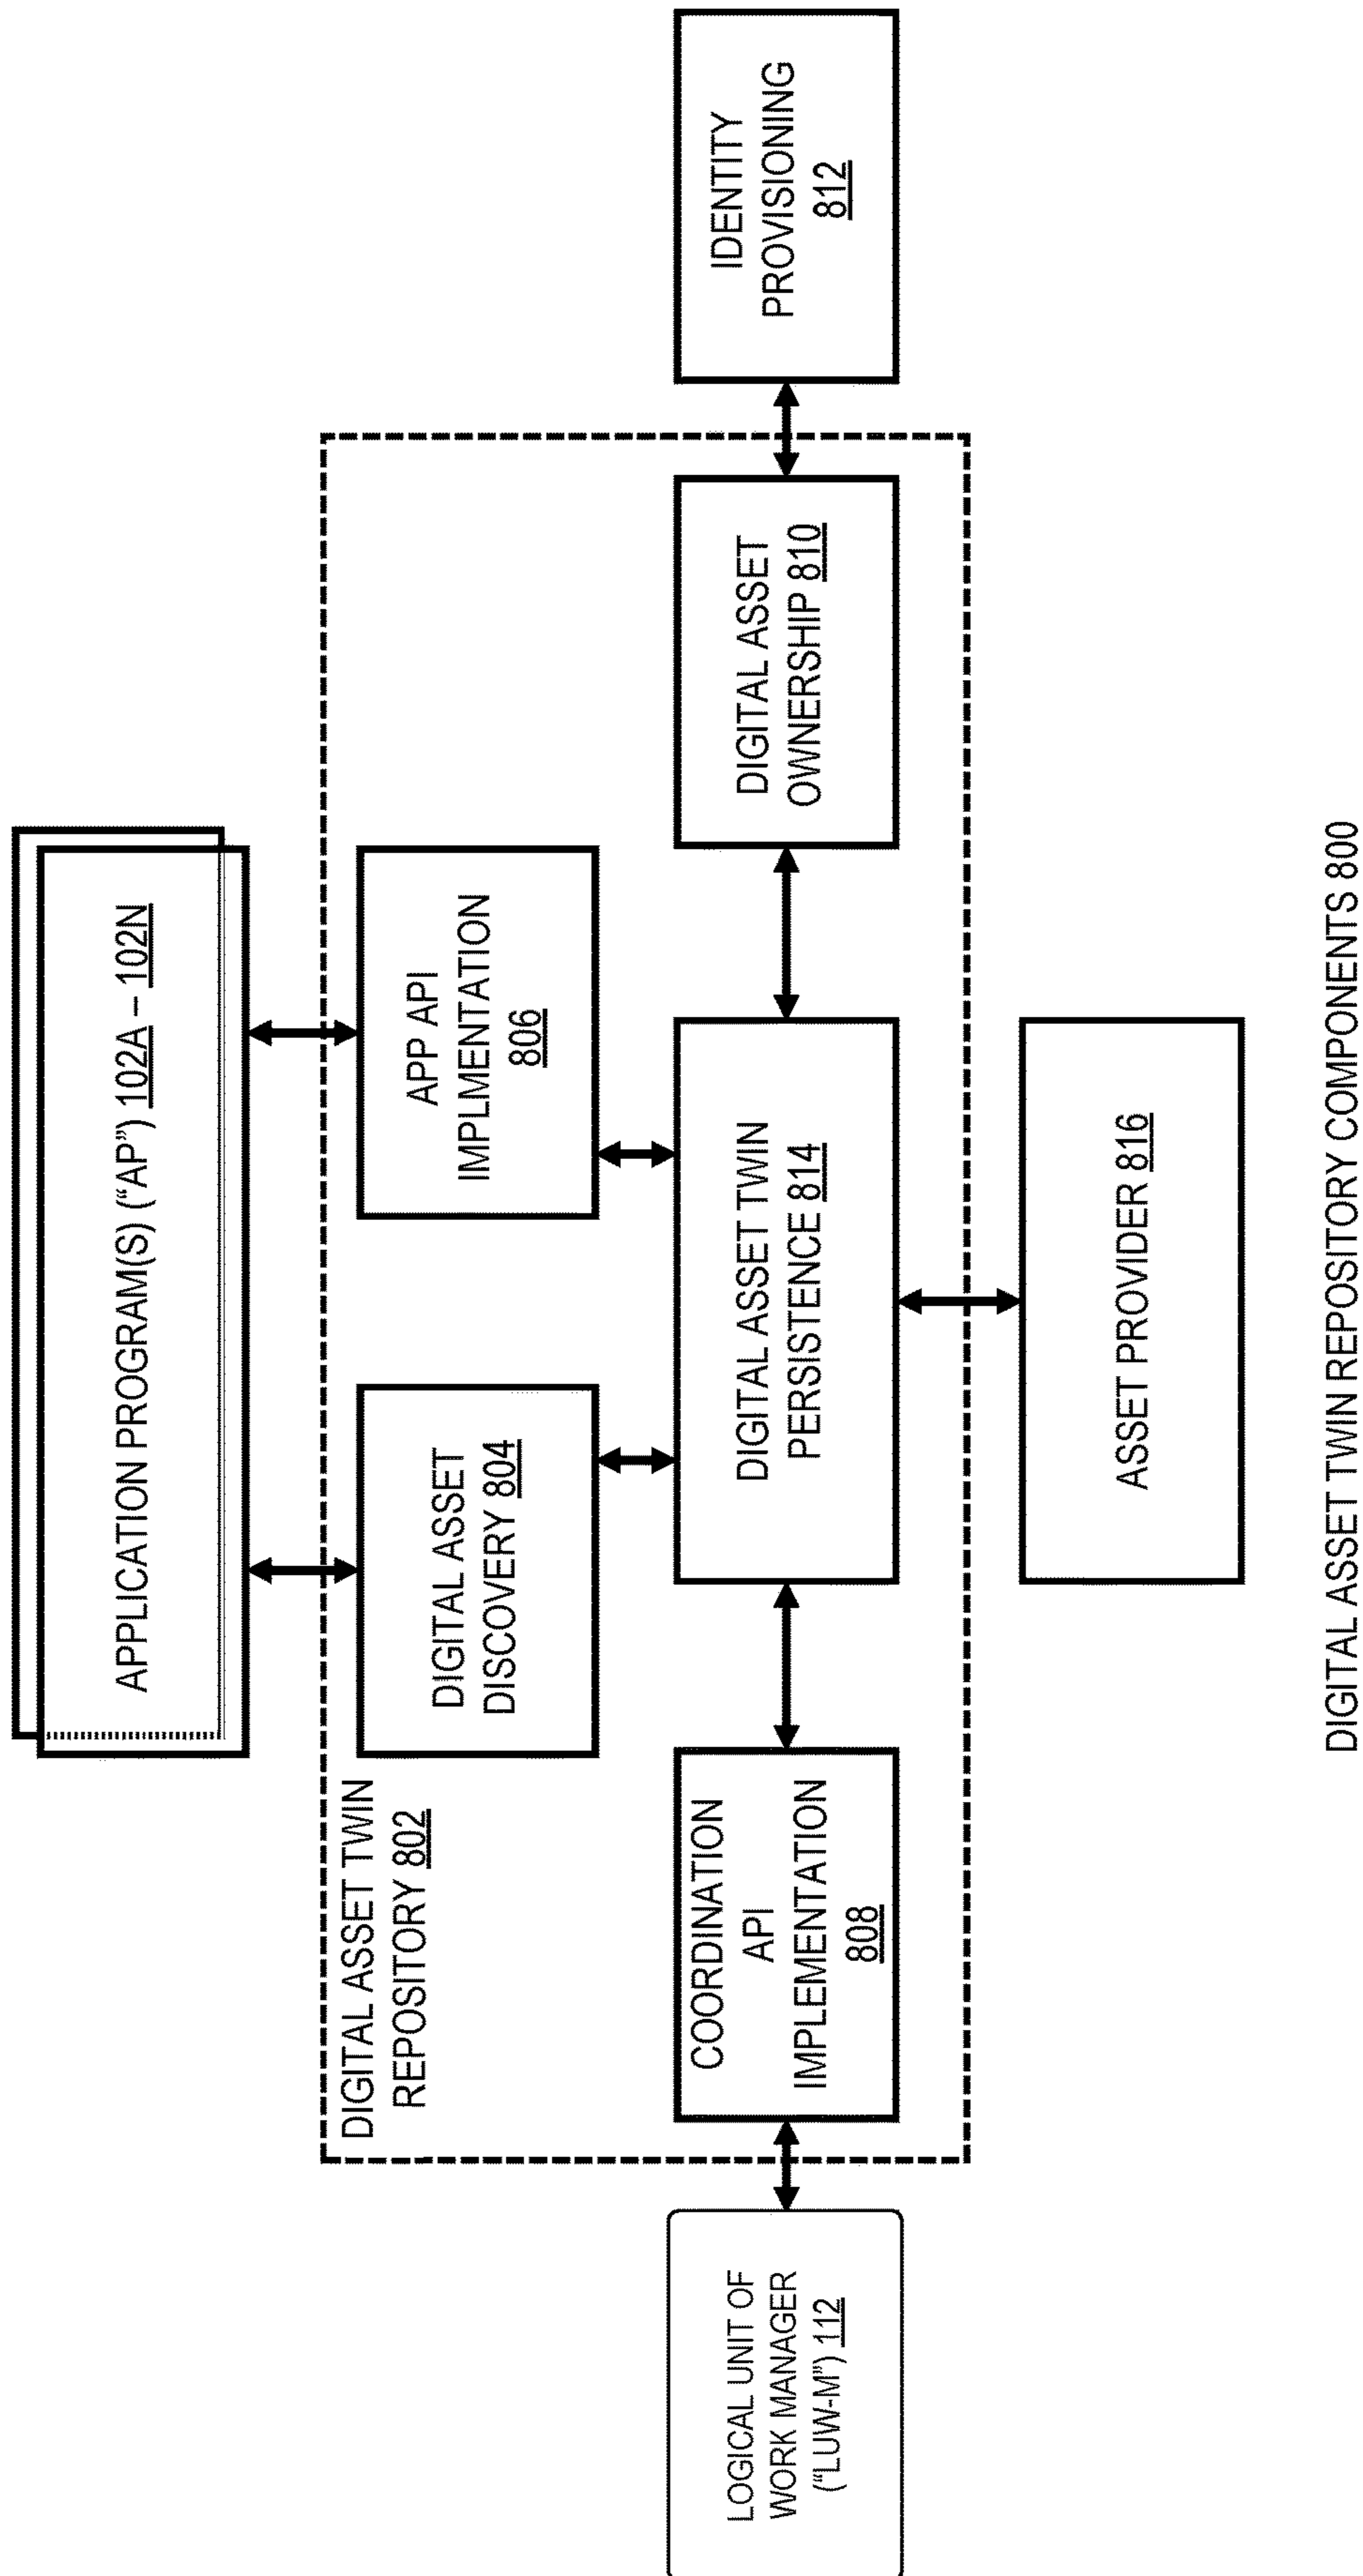 APPLICATION PROGRAM(S) (“AP”) 102A – 102N
DIGITAL ASSET TWIN
REPOSITORY 802
DIGITAL ASSET
DISCOVERY 804
APP API
IMPLMENTATION
806
LOGICAL UNIT OF
WORK MANAGER
(“LUW-M”) 112
COORDINATION
API
IMPLEMENTATION
808
DIGITAL ASSET TWIN
PERSISTENCE 814
DIGITAL ASSET
OWNERSHIP 810
IDENTITY
PROVISIONING
812
ASSET PROVIDER 816
DIGITAL ASSET TWIN REPOSITORY COMPONENTS 800